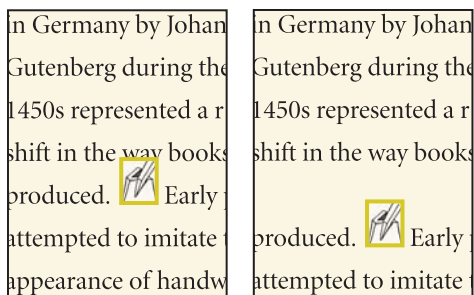 in Germany by Johan
Gutenberg during the
1450s represented a r
shift in the way books
produced. Early
attempted to imitate t
appearance of handw
in Germany by Johan
Gutenberg during the
1450s represented a r
shift in the way books
produced. Early
attempted to imitate